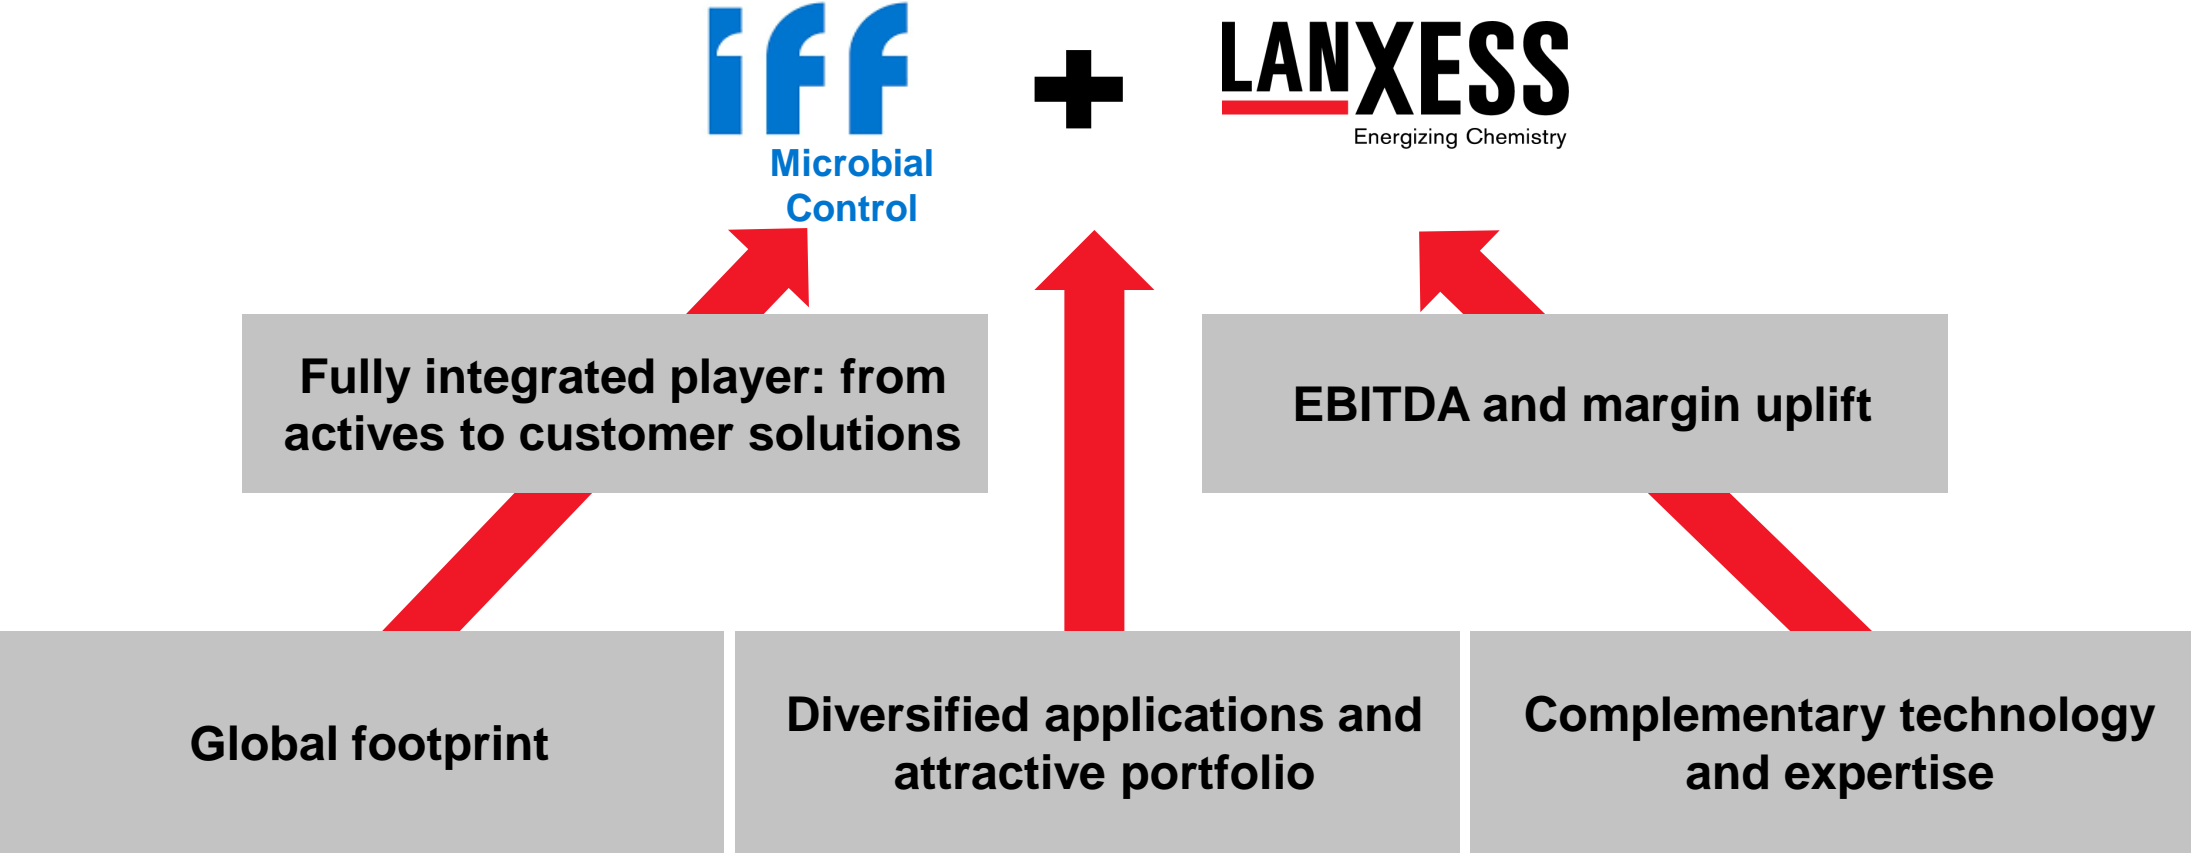 iff
Microbial
Control
+
LANXESS
Energizing Chemistry
Fully integrated player: from
actives to customer solutions
EBITDA and margin uplift
Global footprint
Diversified applications and
attractive portfolio
Complementary technology
and expertise